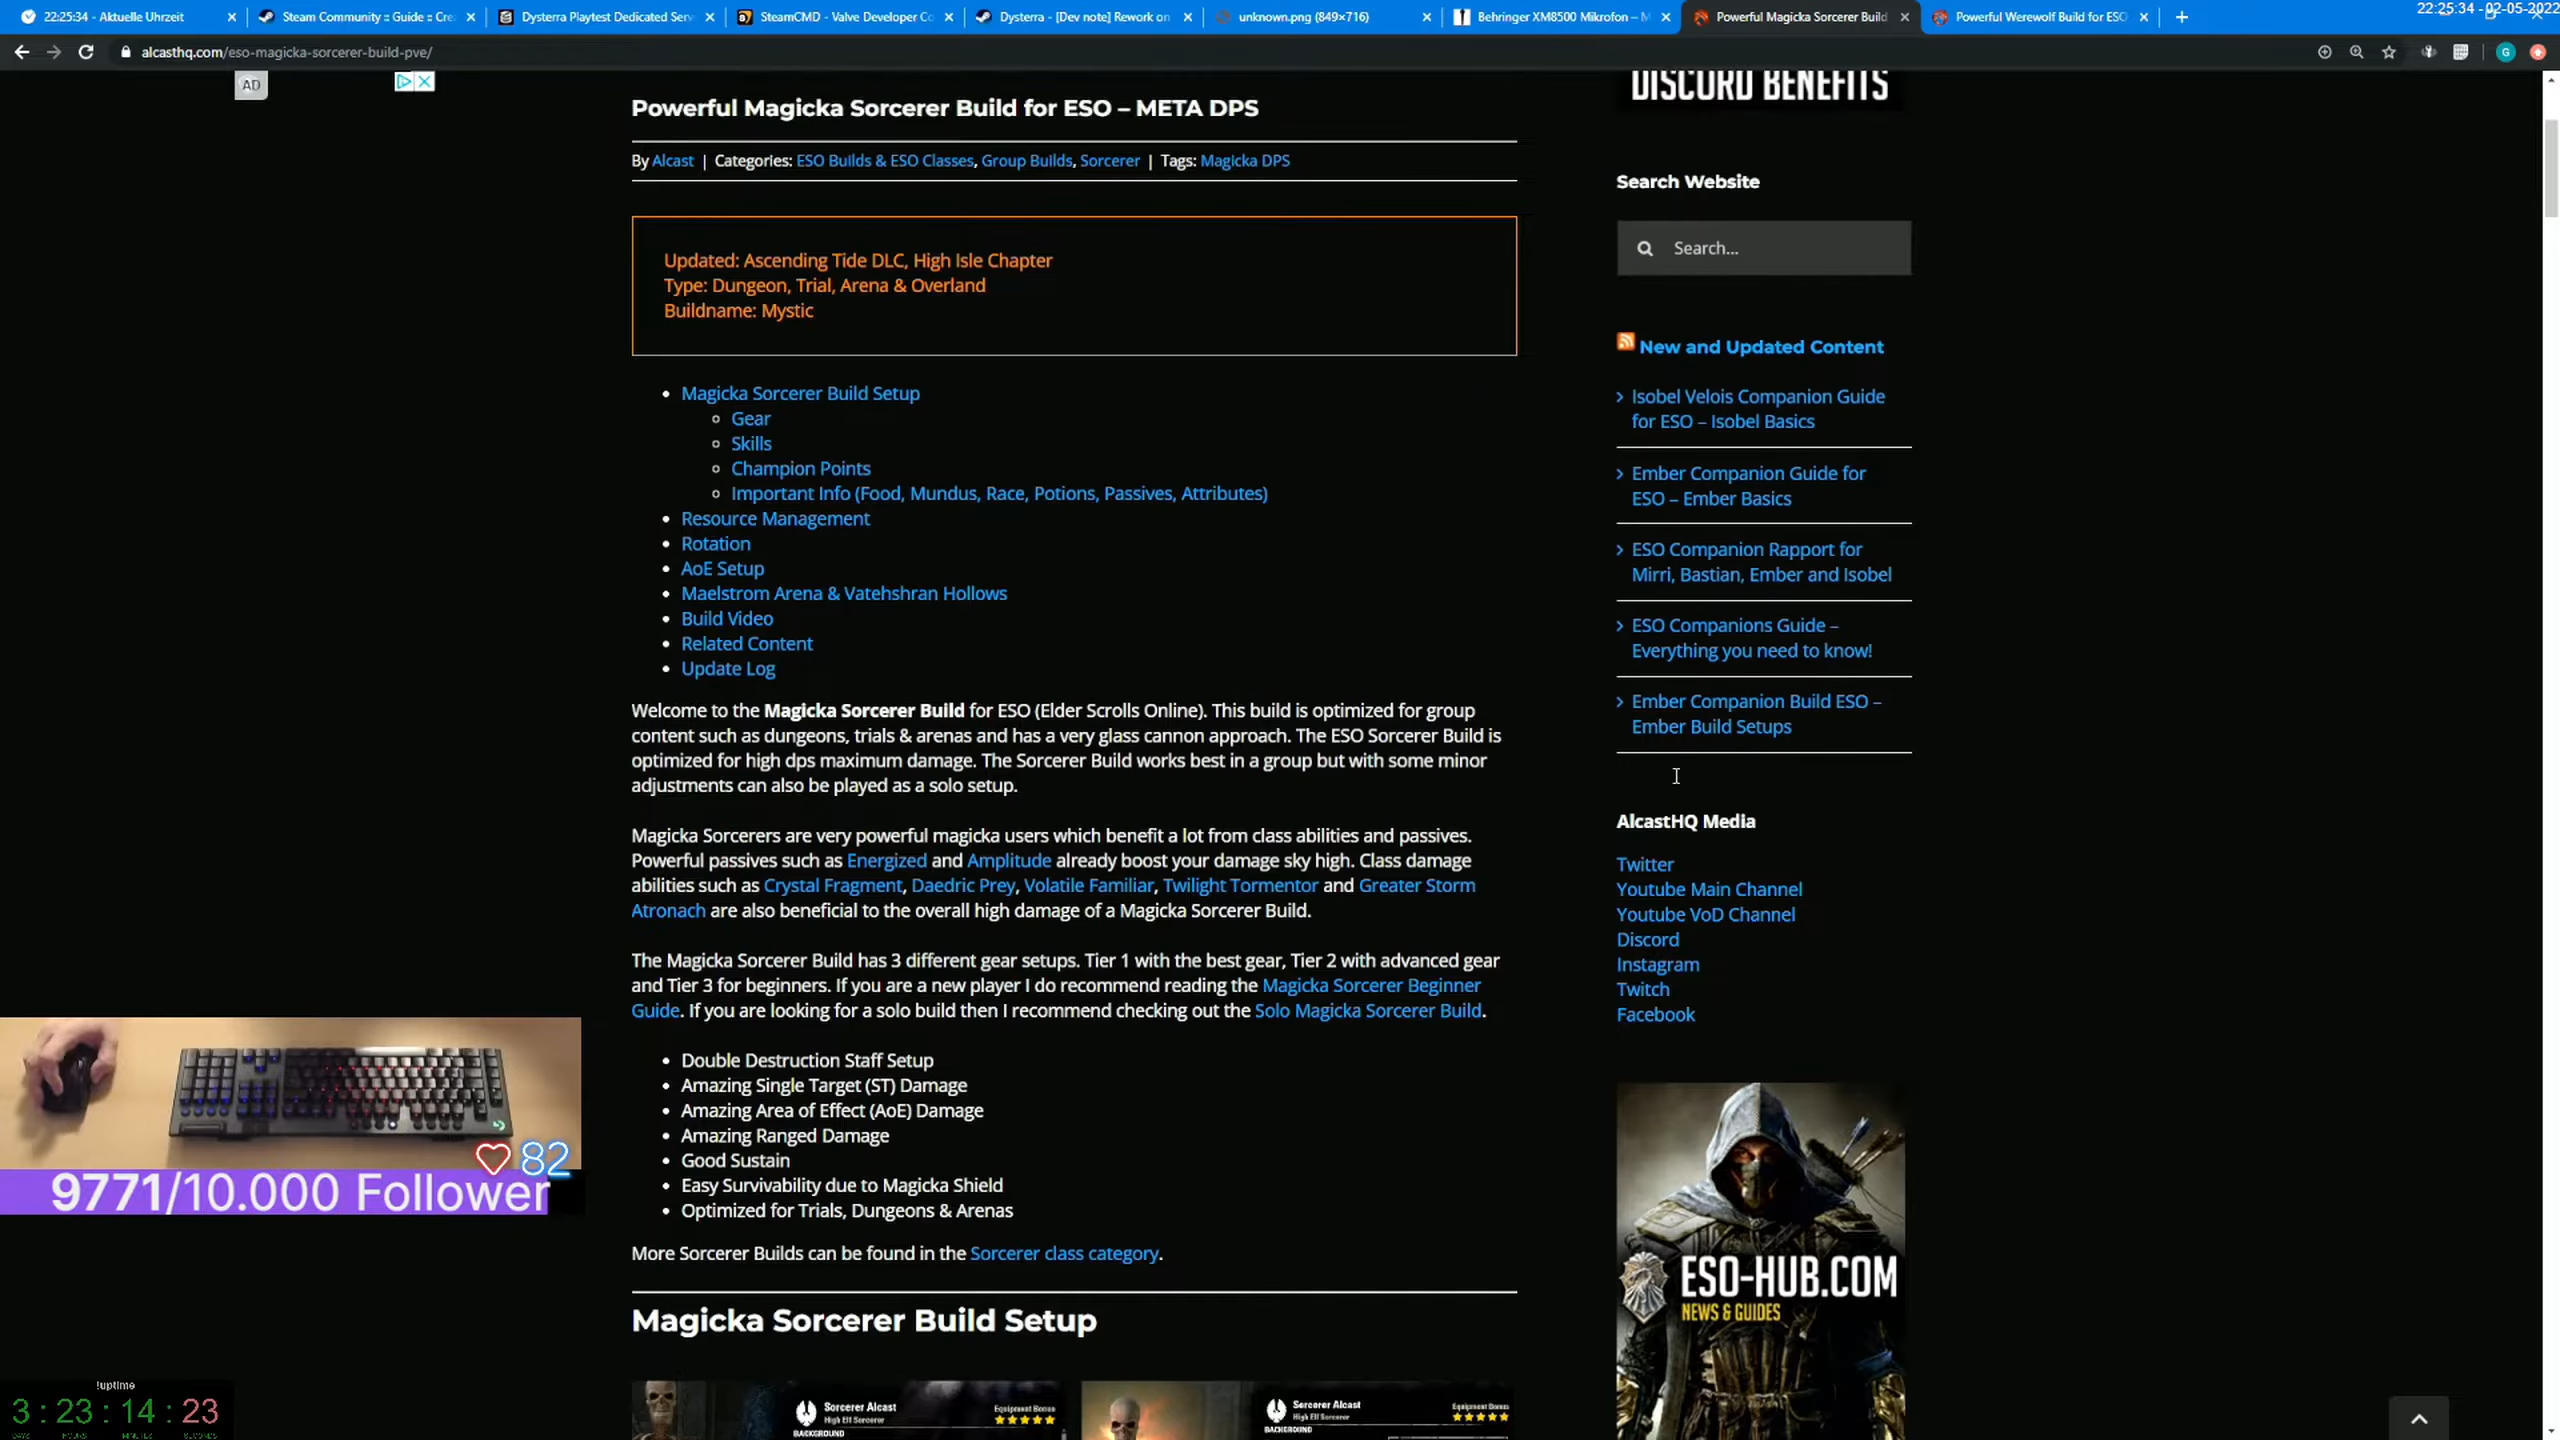 22:25:34 - Aktuelle Uhrzeit
Steam Community :: Guide :: Cre
Dysterra Playtest Dedicated Serv
SteamCMD - Valve Developer Co
Dysterra - [Dev note] Rework on
unknown.png (849×716)
Behringer XM8500 Mikrofon – M
Powerful Magicka Sorcerer Build
Powerful Werewolf Build for ESO
22:25:34 - 02-05-2022
alcasthq.com/eso-magicka-sorcerer-build-pve/
G
AD
Powerful Magicka Sorcerer Build for ESO – META DPS
By Alcast | Categories: ESO Builds & ESO Classes, Group Builds, Sorcerer | Tags: Magicka DPS
Updated: Ascending Tide DLC, High Isle Chapter
Type: Dungeon, Trial, Arena & Overland
Buildname: Mystic
Magicka Sorcerer Build Setup
Gear
Skills
Champion Points
Important Info (Food, Mundus, Race, Potions, Passives, Attributes)
Resource Management
Rotation
AoE Setup
Maelstrom Arena & Vatehshran Hollows
Build Video
Related Content
Update Log
Welcome to the Magicka Sorcerer Build for ESO (Elder Scrolls Online). This build is optimized for group
content such as dungeons, trials & arenas and has a very glass cannon approach. The ESO Sorcerer Build is
optimized for high dps maximum damage. The Sorcerer Build works best in a group but with some minor
adjustments can also be played as a solo setup.
Magicka Sorcerers are very powerful magicka users which benefit a lot from class abilities and passives.
Powerful passives such as Energized and Amplitude already boost your damage sky high. Class damage
abilities such as Crystal Fragment, Daedric Prey, Volatile Familiar, Twilight Tormentor and Greater Storm
Atronach are also beneficial to the overall high damage of a Magicka Sorcerer Build.
The Magicka Sorcerer Build has 3 different gear setups. Tier 1 with the best gear, Tier 2 with advanced gear
and Tier 3 for beginners. If you are a new player I do recommend reading the Magicka Sorcerer Beginner
Guide. If you are looking for a solo build then I recommend checking out the Solo Magicka Sorcerer Build.
Double Destruction Staff Setup
Amazing Single Target (ST) Damage
Amazing Area of Effect (AoE) Damage
Amazing Ranged Damage
Good Sustain
Easy Survivability due to Magicka Shield
Optimized for Trials, Dungeons & Arenas
More Sorcerer Builds can be found in the Sorcerer class category.
Magicka Sorcerer Build Setup
Sorcerer Alcast
High Elf Sorcerer
BACKGROUND
Equipment Bonus
Sorcerer Alcast
High Elf Sorcerer
BACKGROUND
Equipment Bonus
DISCORD BENEFITS
Search Website
Search...
New and Updated Content
Isobel Velois Companion Guide
for ESO – Isobel Basics
Ember Companion Guide for
ESO – Ember Basics
ESO Companion Rapport for
Mirri, Bastian, Ember and Isobel
ESO Companions Guide –
Everything you need to know!
Ember Companion Build ESO –
Ember Build Setups
AlcastHQ Media
Twitter
Youtube Main Channel
Youtube VoD Channel
Discord
Instagram
Twitch
Facebook
ESO-HUB.COM
NEWS & GUIDES
82
9771/10.000 Follower
!uptime
3 : 23 : 14 : 23
DAYS HOURS MINUTES SECONDS